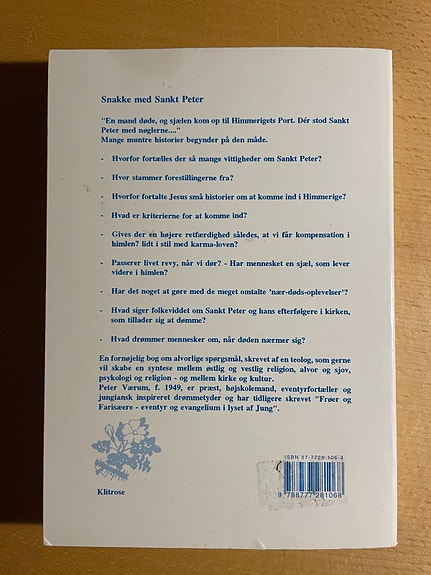 Snakke med Sankt Peter
"En mand døde, og sjælen kom op til Himmerigets Port. Dér stod Sankt
Peter med nøglerne...."
Mange muntre historier begynder på den måde.
- Hvorfor fortælles der så mange vittigheder om Sankt Peter?
- Hvor stammer forestillingerne fra?
- Hvorfor fortalte Jesus små historier om at komme ind i Himmerige?
- Hvad er kriterierne for at komme ind?
- Gives der en højere retfærdighed således, at vi får kompensation i
himlen? lidt i stil med karma-loven?
- Passerer livet revy, når vi dør? - Har mennesket en sjæl, som lever
videre i himlen?
- Har det noget at gøre med de meget omtalte 'nær-døds-oplevelser'?
- Hvad siger folkeviddet om Sankt Peter og hans efterfølgere i kirken,
som tillader sig at dømme?
- Hvad drømmer mennesker om, når døden nærmer sig?
En fornøjelig bog om alvorlige spørgsmål, skrevet af en teolog, som gerne
vil skabe en syntese mellem østlig og vestlig religion, alvor og sjov,
psykologi og religion - og mellem kirke og kultur.
Peter Værum, f. 1949, er præst, højskolemand, eventyrfortæller og
jungiansk inspireret drømmetyder og har tidligere skrevet "Frøer og
Farisæere - eventyr og evangelium i lyset af Jung".
Klitrose
ISBN 87-7728-106-3
9 788777 281068